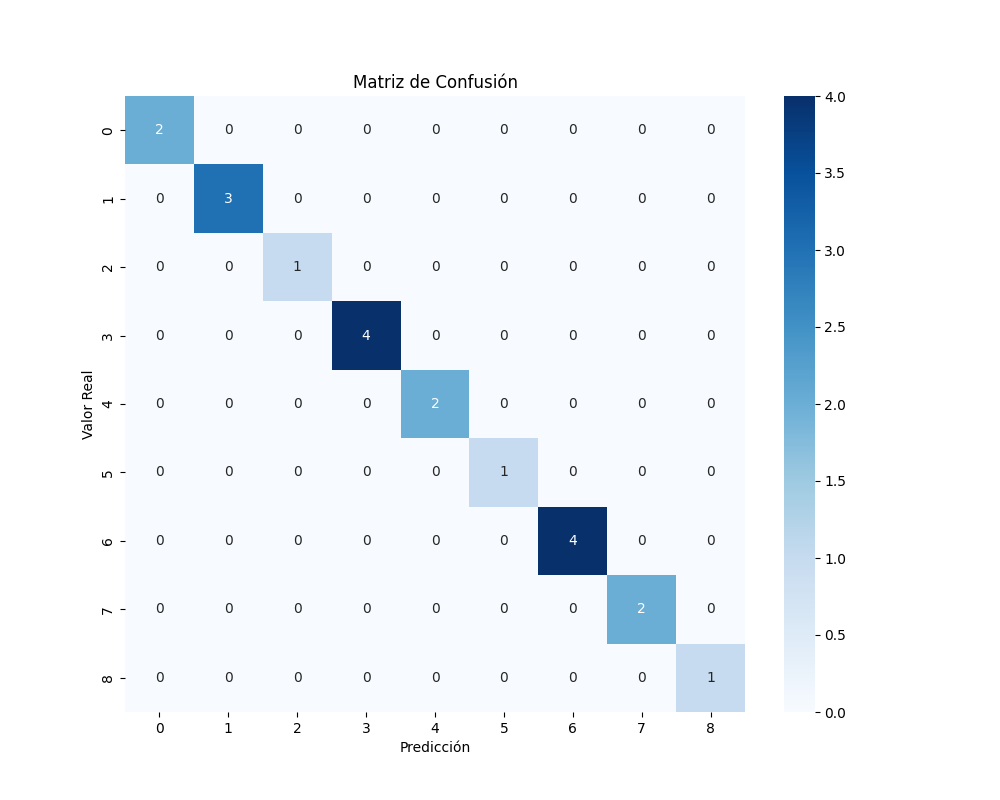 Matriz de Confusión
0 2 0 0 0 0 0 0 0 0
1 0 3 0 0 0 0 0 0 0
2 0 0 1 0 0 0 0 0 0
3 0 0 0 4 0 0 0 0 0
4 0 0 0 0 2 0 0 0 0
5 0 0 0 0 0 1 0 0 0
6 0 0 0 0 0 0 4 0 0
7 0 0 0 0 0 0 0 2 0
8 0 0 0 0 0 0 0 0 1
0 1 2 3 4 5 6 7 8
Predicción
Valor Real
4.0
3.5
3.0
2.5
2.0
1.5
1.0
0.5
0.0